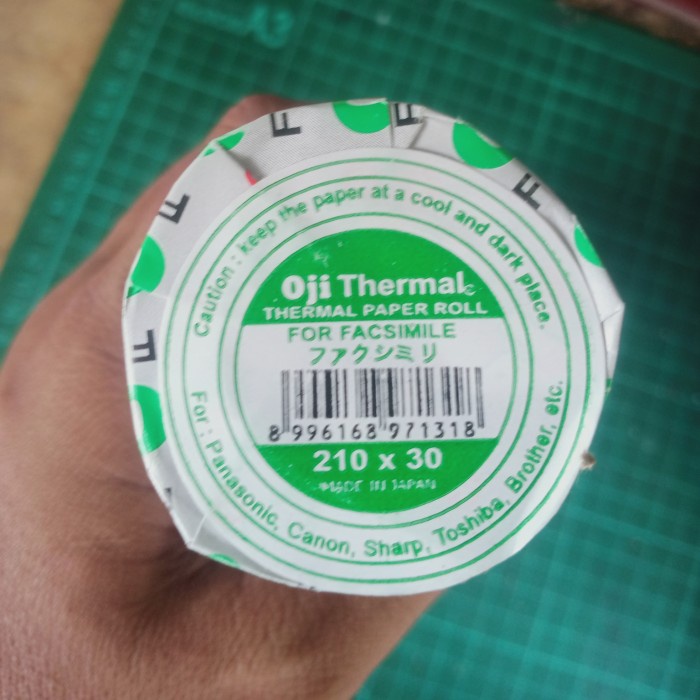 A3
F
F
F
F
F
Caution : keep the paper at a cool and dark place.
Oji Thermal
THERMAL PAPER ROLL
FOR FACSIMILE
ファクシミリ
8 996168 971318
210 x 30
MADE IN JAPAN
For : Panasonic, Canon, Sharp, Toshiba, Brother, etc.